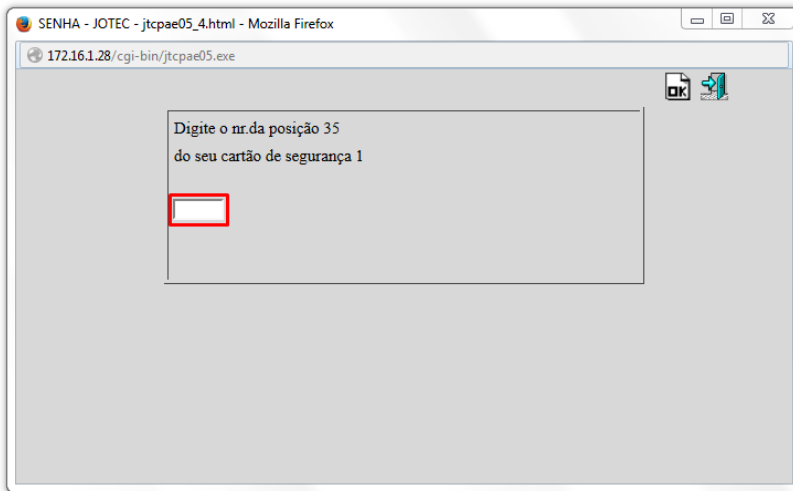 SENHA - JOTEC - jtcpae05_4.html - Mozilla Firefox
172.16.1.28/cgi-bin/jtcpae05.exe
OK
Digite o nr.da posição 35
do seu cartão de segurança 1